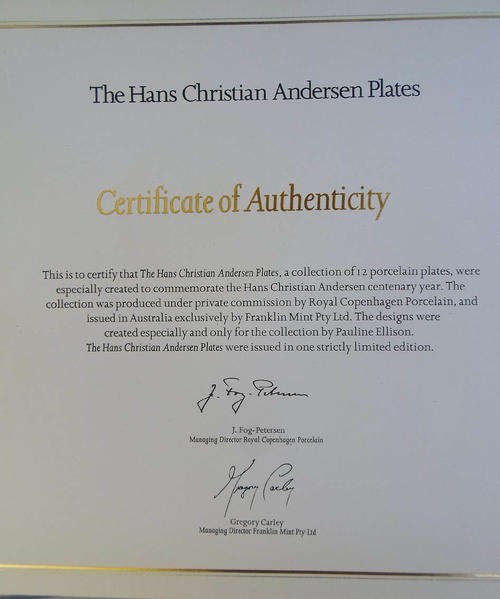 The Hans Christian Andersen Plates
Certificate of Authenticity
This is to certify that The Hans Christian Andersen Plates, a collection of 12 porcelain plates, were
especially created to commemorate the Hans Christian Andersen centenary year. The
collection was produced under private commission by Royal Copenhagen Porcelain, and
issued in Australia exclusively by Franklin Mint Pty Ltd. The designs were
created especially and only for the collection by Pauline Ellison.
The Hans Christian Andersen Plates were issued in one strictly limited edition.
J. Fog-Petersen
J. Fog-Petersen
Managing Director Royal Copenhagen Porcelain
Gregory Carley
Gregory Carley
Managing Director Franklin Mint Pty Ltd